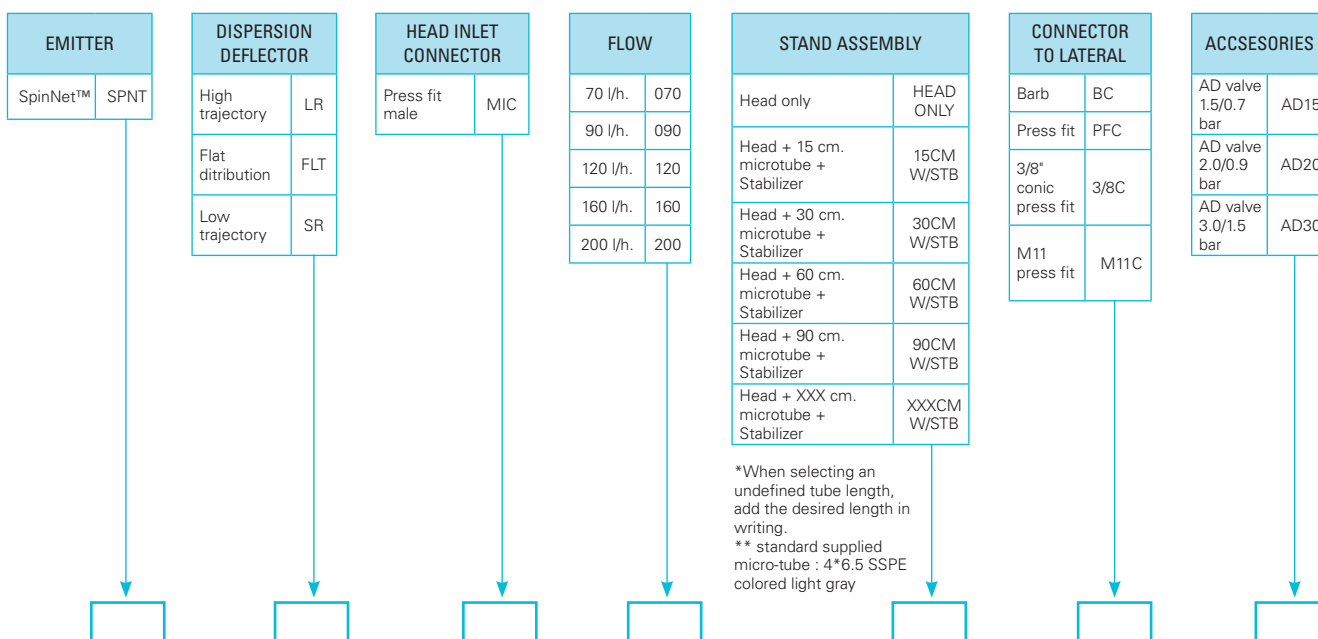 EMITTER
SpinNet™ SPNT
DISPERSION
DEFLECTOR
High
trajectory
LR
Flat
ditribution
FLT
Low
trajectory
SR
HEAD INLET
CONNECTOR
Press fit
male
MIC
FLOW
70 l/h. 070
90 l/h. 090
120 l/h. 120
160 l/h. 160
200 l/h. 200
STAND ASSEMBLY
Head only
HEAD
ONLY
Head + 15 cm.
microtube +
Stabilizer
15CM
W/STB
Head + 30 cm.
microtube +
Stabilizer
30CM
W/STB
Head + 60 cm.
microtube +
Stabilizer
60CM
W/STB
Head + 90 cm.
microtube +
Stabilizer
90CM
W/STB
Head + XXX cm.
microtube +
Stabilizer
XXXCM
W/STB
*When selecting an
undefined tube length,
add the desired length in
writing.
** standard supplied
micro-tube : 4*6.5 SSPE
colored light gray
CONNECTOR
TO LATERAL
Barb BC
Press fit PFC
3/8"
conic
press fit
3/8C
M11
press fit
M11C
ACCSESORIES
AD valve
1.5/0.7
bar
AD15
AD valve
2.0/0.9
bar
AD20
AD valve
3.0/1.5
bar
AD30